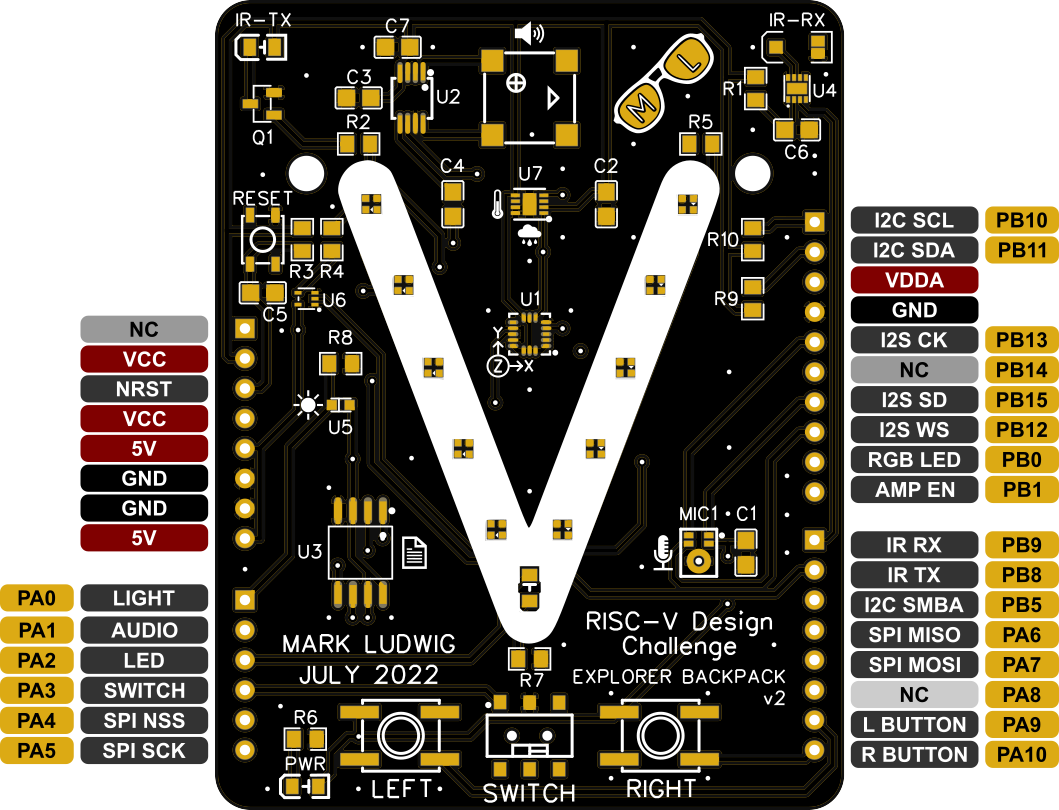 IR-TX
C7
IR-RX
C3
U2
L
M
R1
U4
Q1
R2
R5
C6
C4
U7
C2
RESET
R3 R4
R10
C5
U6
R9
U1
Y
Z X
R8
U5
U3
MIC1 C1
MARK LUDWIG
JULY 2022
RISC-V Design
Challenge
EXPLORER BACKPACK
v2
R7
R6
PWR
LEFT
SWITCH
RIGHT
NC
VCC
NRST
VCC
5V
GND
GND
5V
PA0 LIGHT
PA1 AUDIO
PA2 LED
PA3 SWITCH
PA4 SPI NSS
PA5 SPI SCK
I2C SCL PB10
I2C SDA PB11
VDDA
GND
I2S CK PB13
NC PB14
I2S SD PB15
I2S WS PB12
RGB LED PB0
AMP EN PB1
IR RX PB9
IR TX PB8
I2C SMBA PB5
SPI MISO PA6
SPI MOSI PA7
NC PA8
L BUTTON PA9
R BUTTON PA10